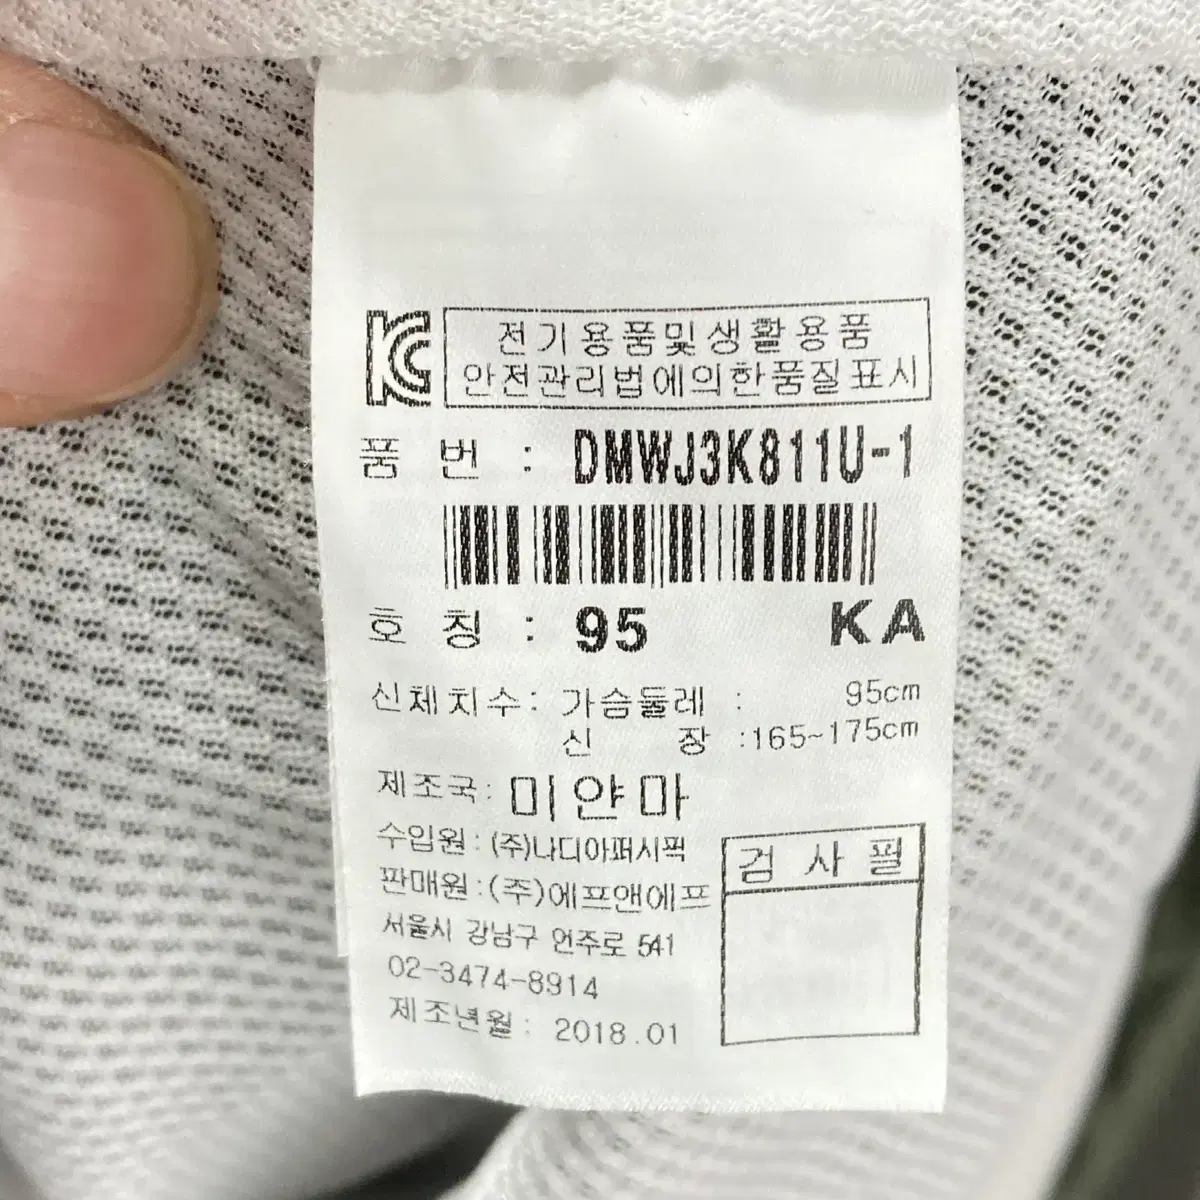 KC
전기용품및생활용품
안전관리법에의한품질표시
품 번 : DMWJ3K811U-1
호 칭 : 95 KA
신체치수: 가슴둘레 : 95cm
신 장 :165~175cm
제조국: 미얀마
수입원 : (주)나디아퍼시픽
판매원 : (주)에프앤에프
서울시 강남구 언주로 541
02-3474-8914
제조년월 : 2018.01
검 사 필